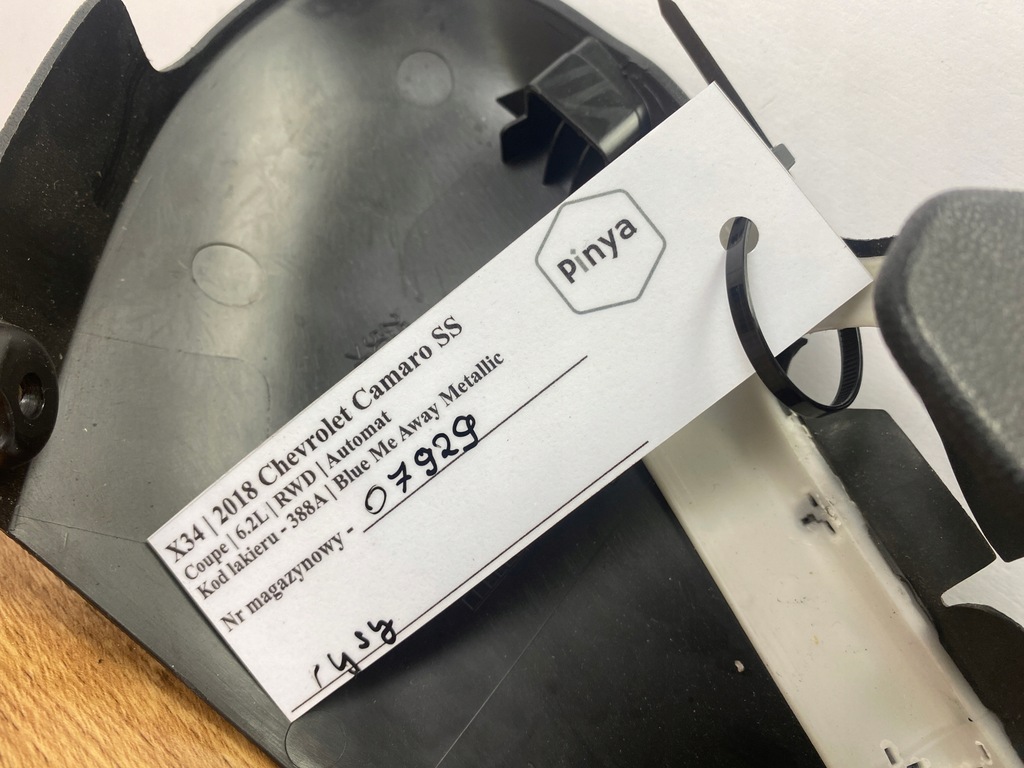 Pinya
X34 | 2018 Chevrolet Camaro SS
Coupe | 6.2L | RWD | Automat
Kod lakieru - 388A | Blue Me Away Metallic
Nr magazynowy - 07929
rysy